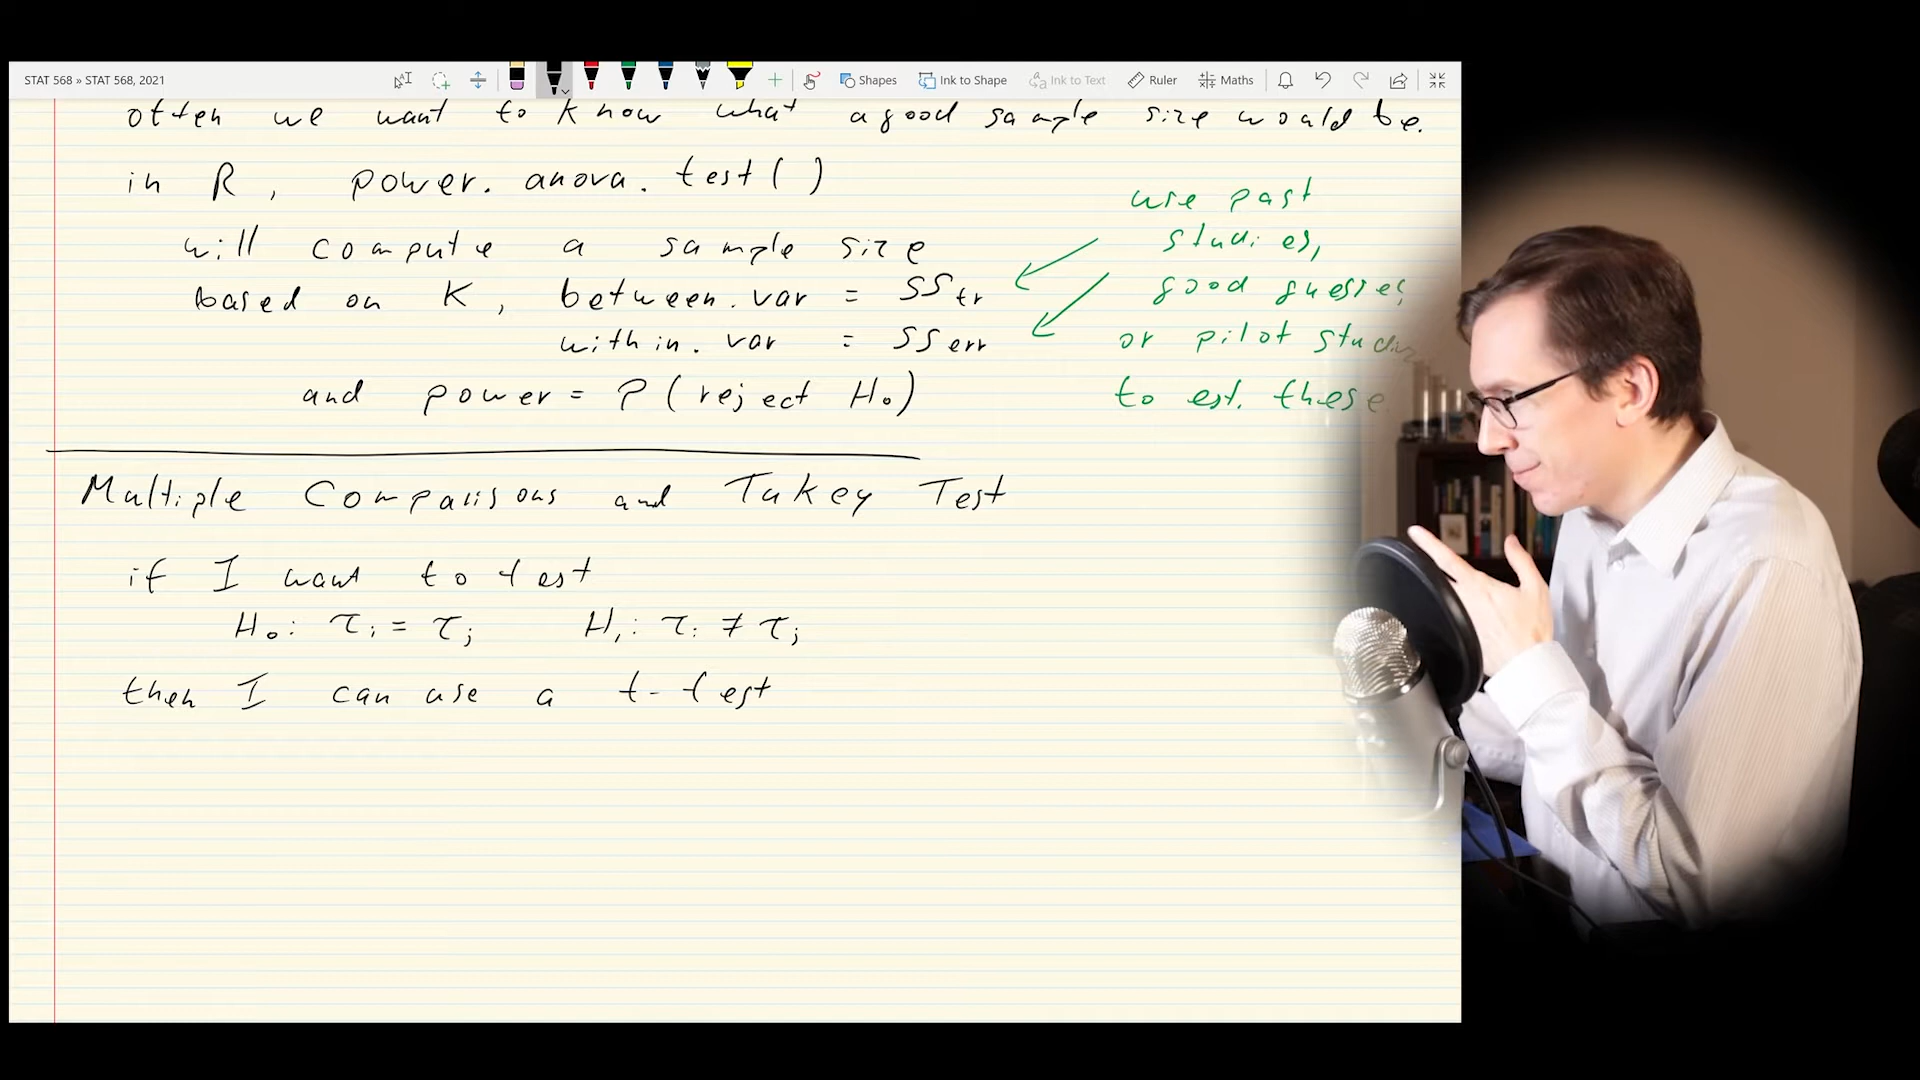 STAT 568 » STAT 568, 2021
Shapes Ink to Shape Ink to Text Ruler Maths
often we want to know what a good sample size would be.
in R, power.anova.test( )
will compute a sample size
based on K, between.var = SStr
within.var = SSerr
and power = P(reject H₀)
use past
studies,
good guesses,
or pilot studies
to est. these
Multiple Comparisons and Tukey Test
if I want to test
H₀: τi = τj H₁: τi ≠ τj
then I can use a t-test